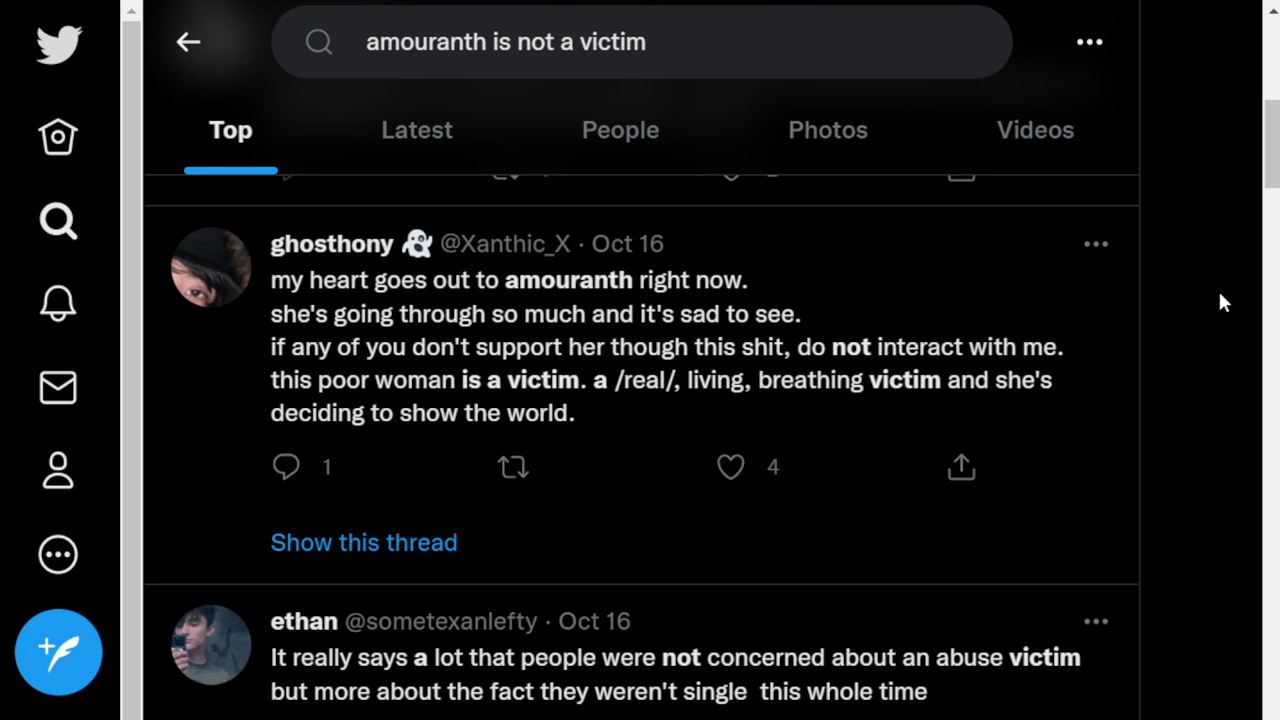 amouranth is not a victim
Top Latest People Photos Videos
ghosthony 👻 @Xanthic_X · Oct 16
my heart goes out to amouranth right now.
she's going through so much and it's sad to see.
if any of you don't support her though this shit, do not interact with me.
this poor woman is a victim. a /real/, living, breathing victim and she's
deciding to show the world.
1 4
Show this thread
ethan @sometexanlefty · Oct 16
It really says a lot that people were not concerned about an abuse victim
but more about the fact they weren't single this whole time